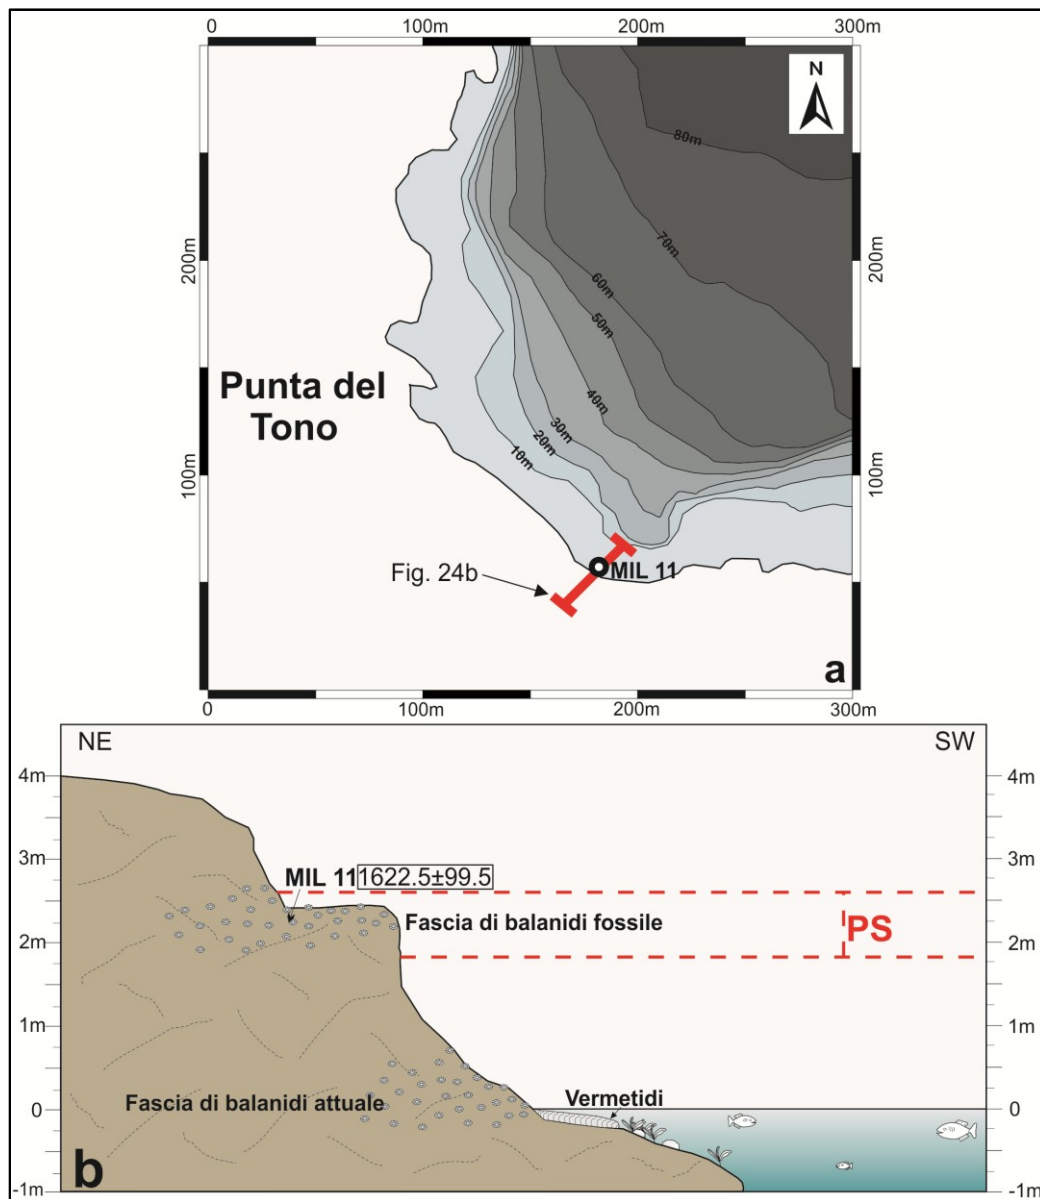 0 100m 200m 300m
N
80m
200m 70m 200m
60m
50m
Punta del
Tono
40m
30m
20m
10m
100m 100m
Fig. 24b MIL 11
a
0 100m 200m 300m
NE SW
4m 4m
3m 3m
MIL 11 1622.5±99.5
Fascia di balanidi fossile PS
2m 2m
1m 1m
Fascia di balanidi attuale Vermetidi
0 0
b
-1m -1m